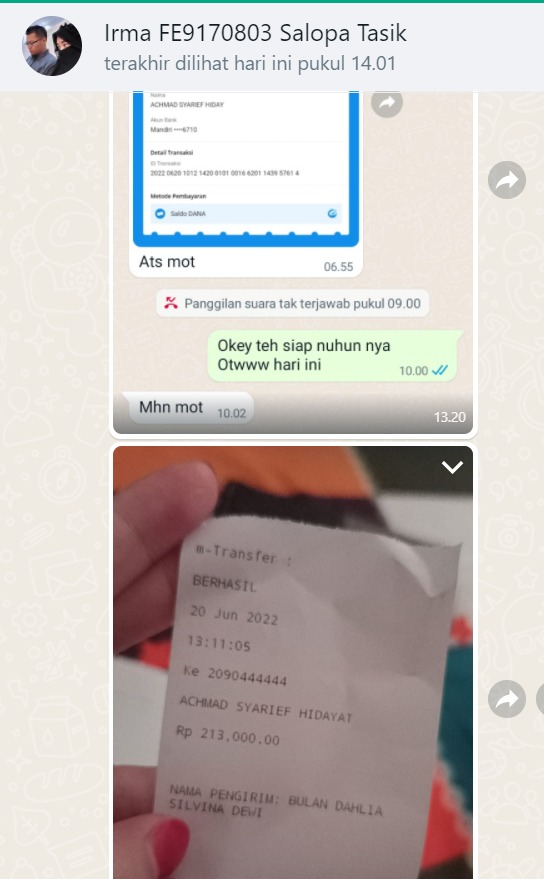 Irma FE9170803 Salopa Tasik
terakhir dilihat hari ini pukul 14.01
Nama
ACHMAD SYARIEF HIDAY
Akun Bank
Mandiri ••••6710
Detail Transaksi
ID Transaksi
2022 0620 1012 1420 0101 0016 6201 1439 5761 4
Metode Pembayaran
Saldo DANA
Ats mot
06.55
Panggilan suara tak terjawab pukul 09.00
Okey teh siap nuhun nya
Otwww hari ini
10.00
Mhn mot 10.02
13.20
m-Transfer :
BERHASIL
20 Jun 2022
13:11:05
Ke 2090444444
ACHMAD SYARIEF HIDAYAT
Rp 213,000.00
NAMA PENGIRIM: BULAN DAHLIA
SILVINA DEWI